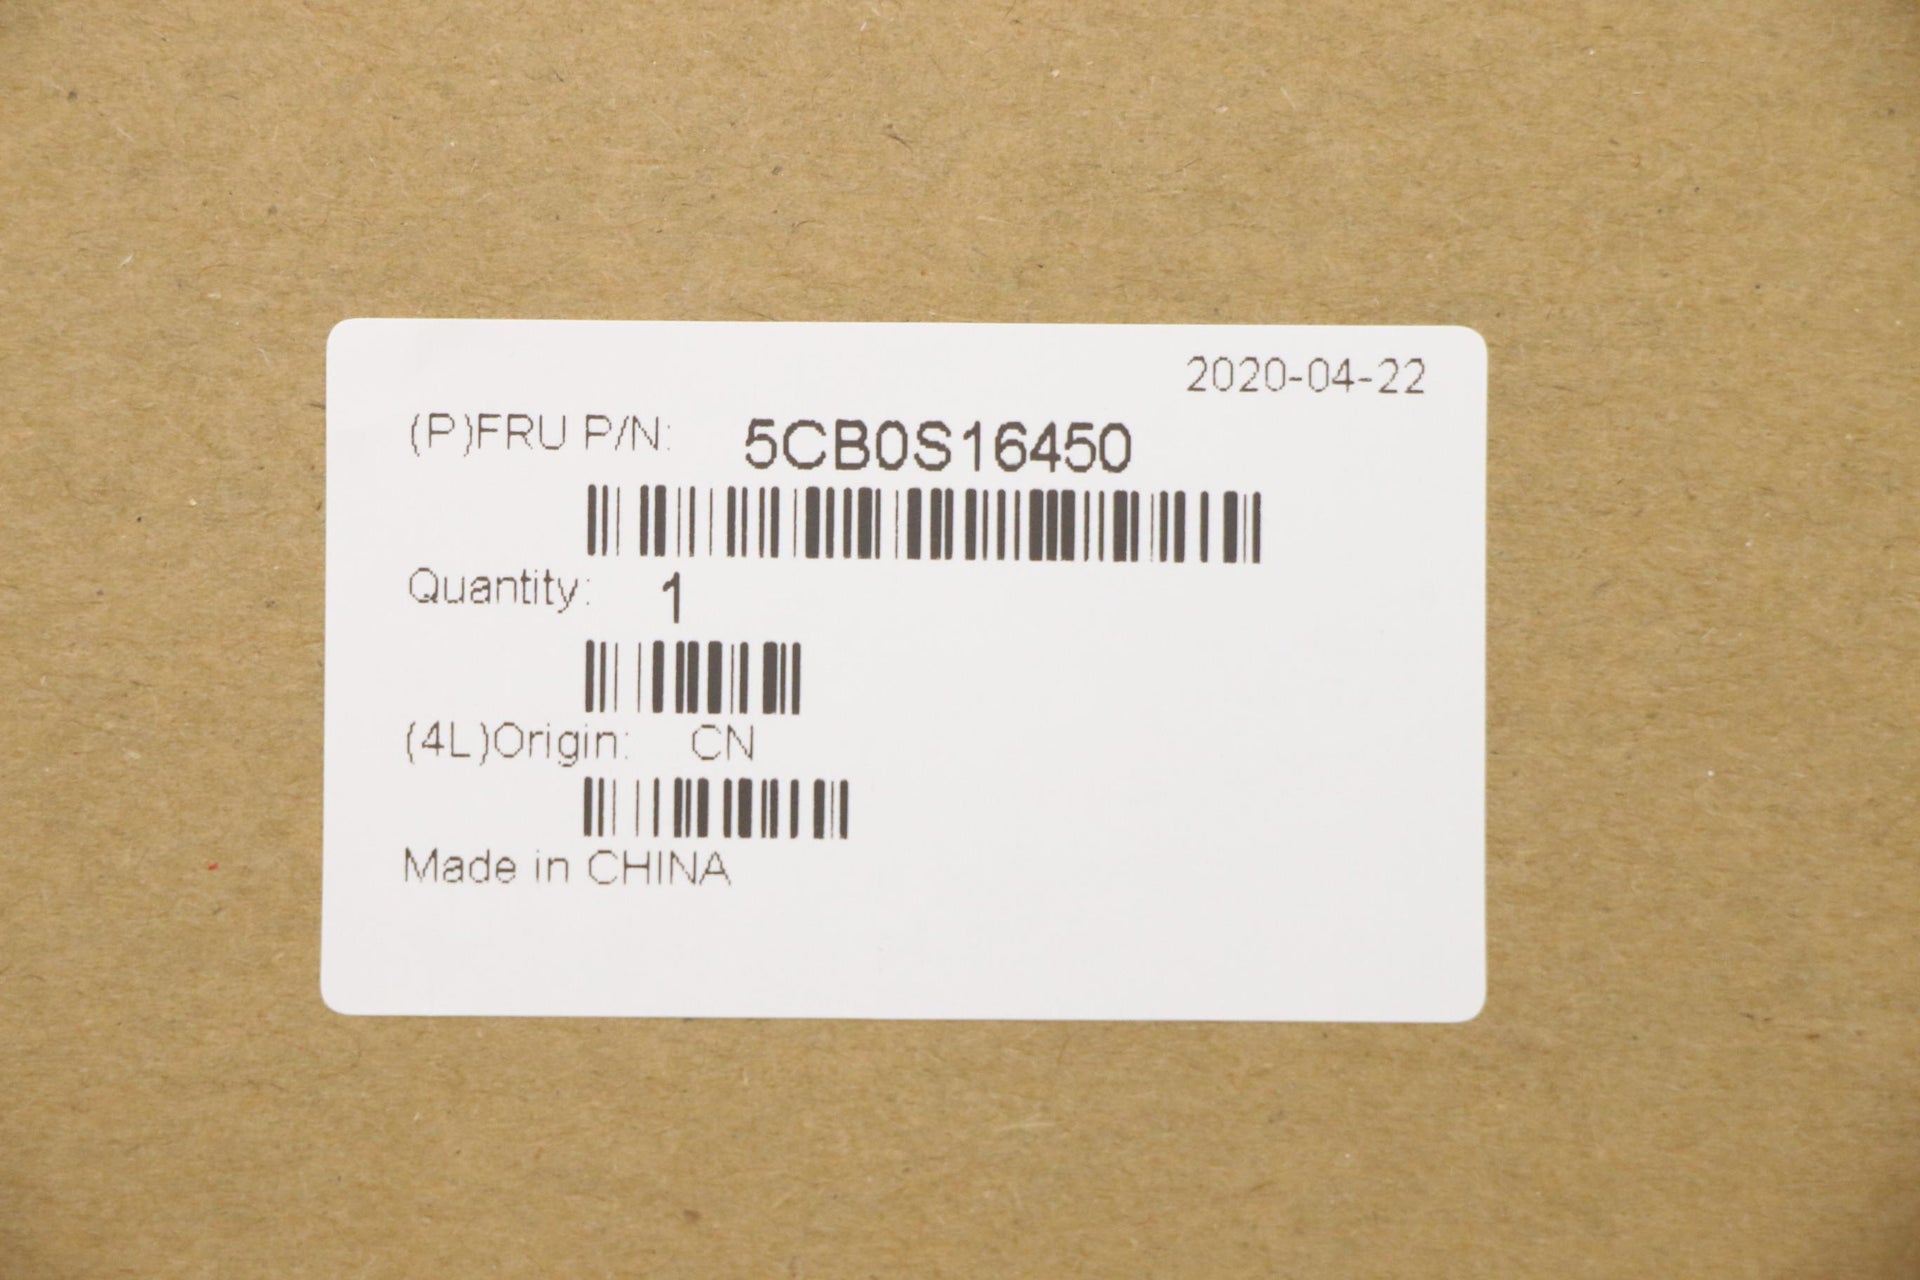 2020-04-22
(P)FRU P/N: 5CB0S16450
Quantity: 1
(4L)Origin: CN
Made in CHINA